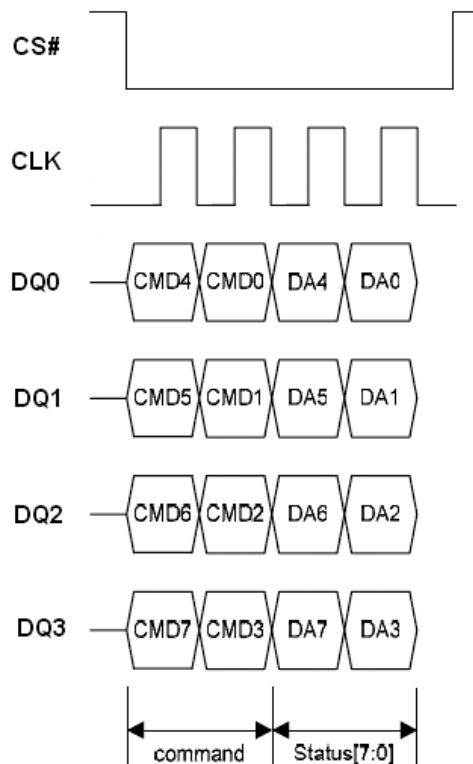 CS#
CLK
DQ0 CMD4 CMD0 DA4 DA0
DQ1 CMD5 CMD1 DA5 DA1
DQ2 CMD6 CMD2 DA6 DA2
DQ3 CMD7 CMD3 DA7 DA3
command Status[7:0]